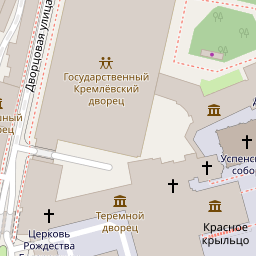 Дворцовая улица
Государственный
Кремлёвский
дворец
Успенс
собо
Теремной
дворец
Красное
крыльцо
Церковь
Рождества